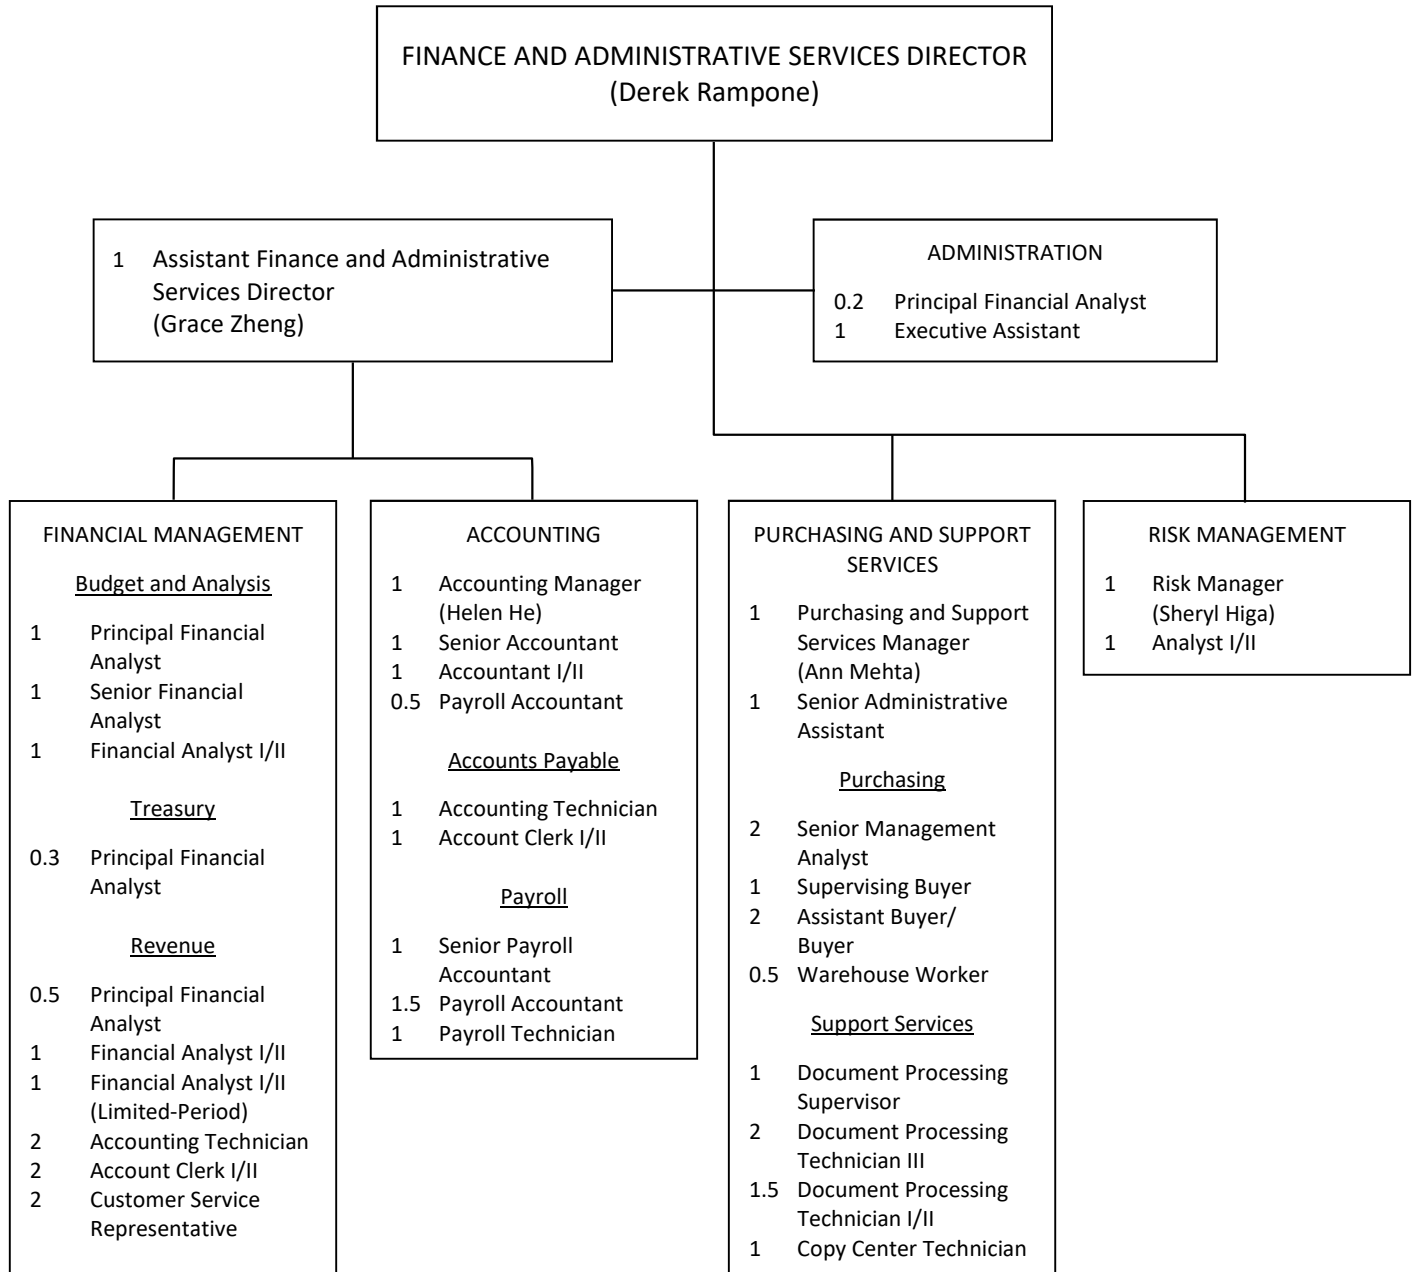 FINANCE AND ADMINISTRATIVE SERVICES DIRECTOR
(Derek Rampone)
1 Assistant Finance and Administrative
Services Director
(Grace Zheng)
ADMINISTRATION
0.2 Principal Financial Analyst
1 Executive Assistant
FINANCIAL MANAGEMENT
Budget and Analysis
1 Principal Financial
Analyst
1 Senior Financial
Analyst
1 Financial Analyst I/II
Treasury
0.3 Principal Financial
Analyst
Revenue
0.5 Principal Financial
Analyst
1 Financial Analyst I/II
1 Financial Analyst I/II
(Limited-Period)
2 Accounting Technician
2 Account Clerk I/II
2 Customer Service
Representative
ACCOUNTING
1 Accounting Manager
(Helen He)
1 Senior Accountant
1 Accountant I/II
0.5 Payroll Accountant
Accounts Payable
1 Accounting Technician
1 Account Clerk I/II
Payroll
1 Senior Payroll
Accountant
1.5 Payroll Accountant
1 Payroll Technician
PURCHASING AND SUPPORT
SERVICES
1 Purchasing and Support
Services Manager
(Ann Mehta)
1 Senior Administrative
Assistant
Purchasing
2 Senior Management
Analyst
1 Supervising Buyer
2 Assistant Buyer/
Buyer
0.5 Warehouse Worker
Support Services
1 Document Processing
Supervisor
2 Document Processing
Technician III
1.5 Document Processing
Technician I/II
1 Copy Center Technician
RISK MANAGEMENT
1 Risk Manager
(Sheryl Higa)
1 Analyst I/II